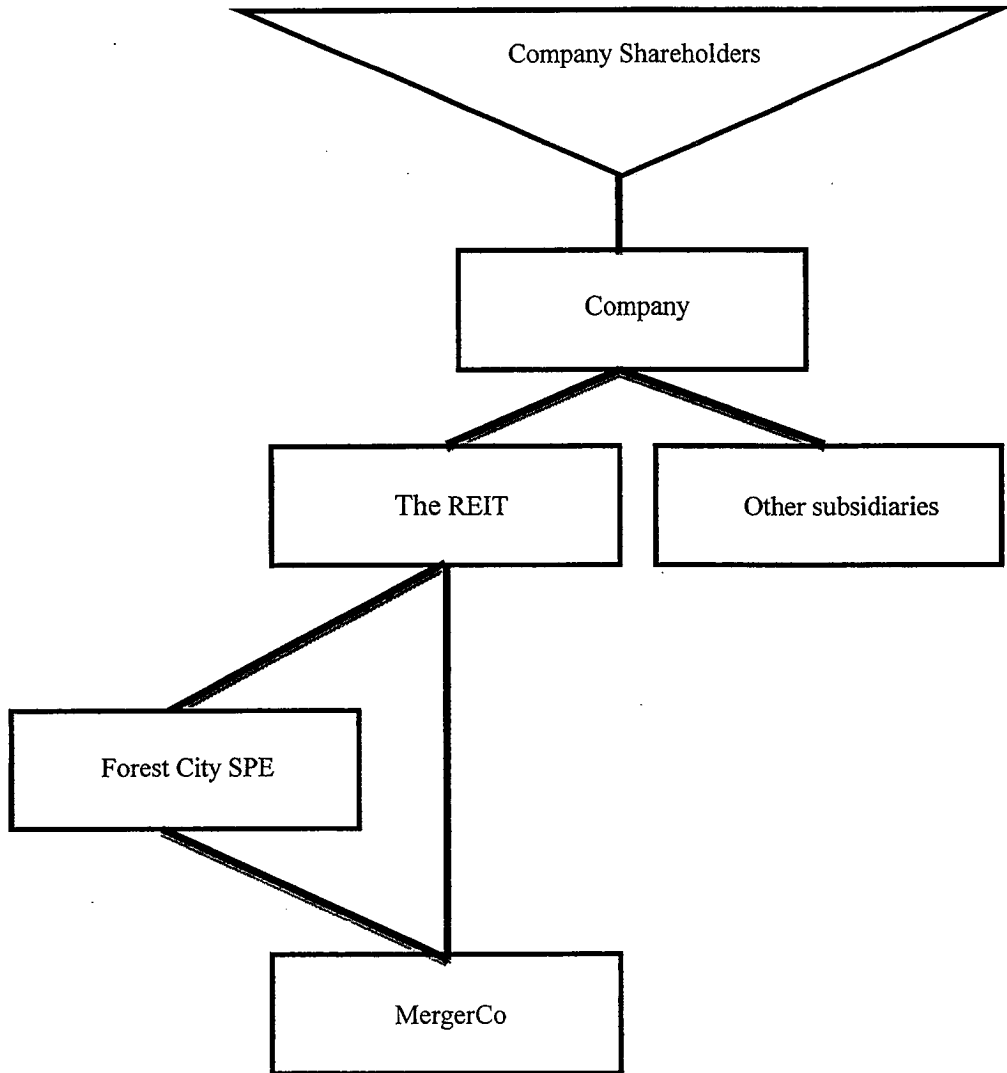 Company Shareholders
Company
The REIT
Other subsidiaries
Forest City SPE
MergerCo